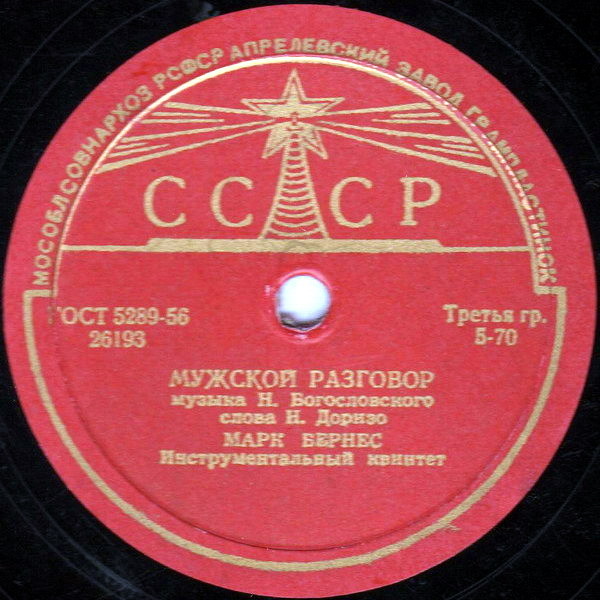 МОСОБЛСОВНАРХОЗ РСФСР АПРЕЛЕВСКИЙ ЗАВОД ГРАМПЛАСТИНОК
СССР
ГОСТ 5289-56
26193
Третья гр.
5-70
МУЖСКОЙ РАЗГОВОР
музыка Н. Богословского
слова Н. Доризо
МАРК БЕРНЕС
Инструментальный квинтет